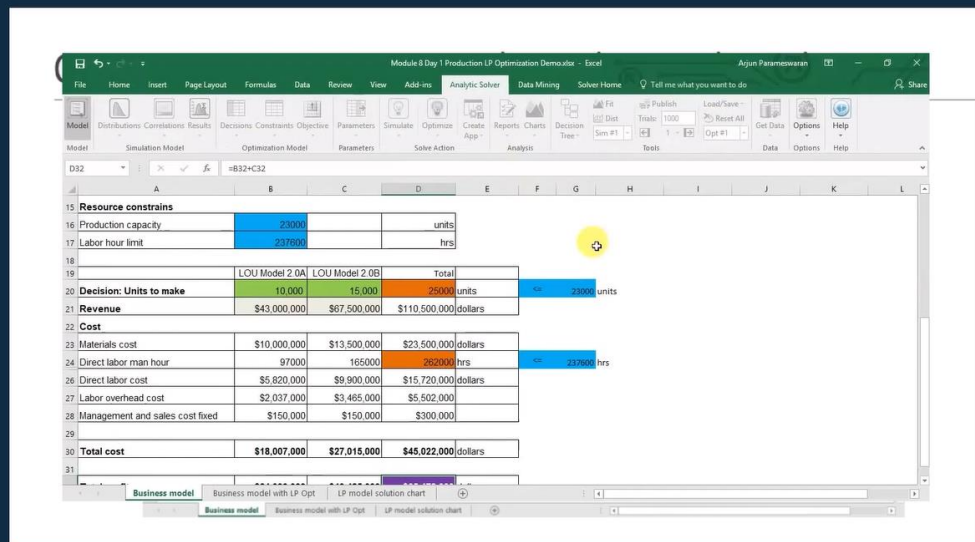 Module 8 Day 1 Production LP Optimization Demo.xlsx - Excel Arjun Parameswaran
File Home Insert Page Layout Formulas Data Review View Add-ins Analytic Solver Data Mining Solver Home Tell me what you want to do Share
Model Distributions Correlations Results Decisions Constraints Objective Parameters Simulate Optimize Create App Reports Charts Decision Tree Fit Dist Sim #1 Publish Trials: 1000 1 Load/Save Reset All Opt #1 Get Data Options Help
Model Simulation Model Optimization Model Parameters Solve Action Analysis Tools Data Options Help
D32 fx =B32+C32
A B C D E F G H I J K L
15 Resource constrains
16 Production capacity 23000 units
17 Labor hour limit 237600 hrs
18
19 LOU Model 2.0A LOU Model 2.0B Total
20 Decision: Units to make 10,000 15,000 25000 units <= 23000 units
21 Revenue $43,000,000 $67,500,000 $110,500,000 dollars
22 Cost
23 Materials cost $10,000,000 $13,500,000 $23,500,000 dollars
24 Direct labor man hour 97000 165000 262000 hrs <= 237600 hrs
26 Direct labor cost $5,820,000 $9,900,000 $15,720,000 dollars
27 Labor overhead cost $2,037,000 $3,465,000 $5,502,000
28 Management and sales cost fixed $150,000 $150,000 $300,000
29
30 Total cost $18,007,000 $27,015,000 $45,022,000 dollars
31
Business model Business model with LP Opt LP model solution chart
Business model Business model with LP Opt LP model solution chart